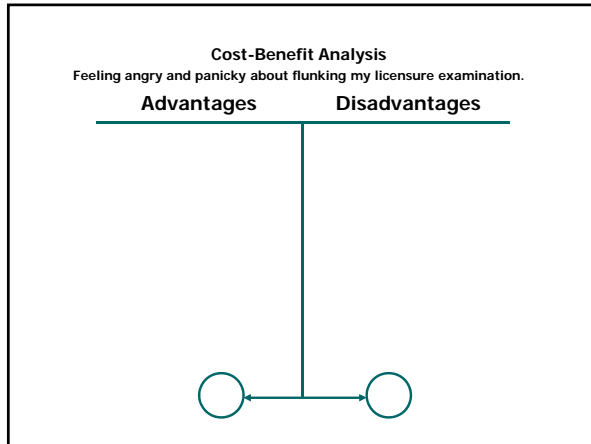 Cost-Benefit Analysis
Feeling angry and panicky about flunking my licensure examination.
Advantages Disadvantages